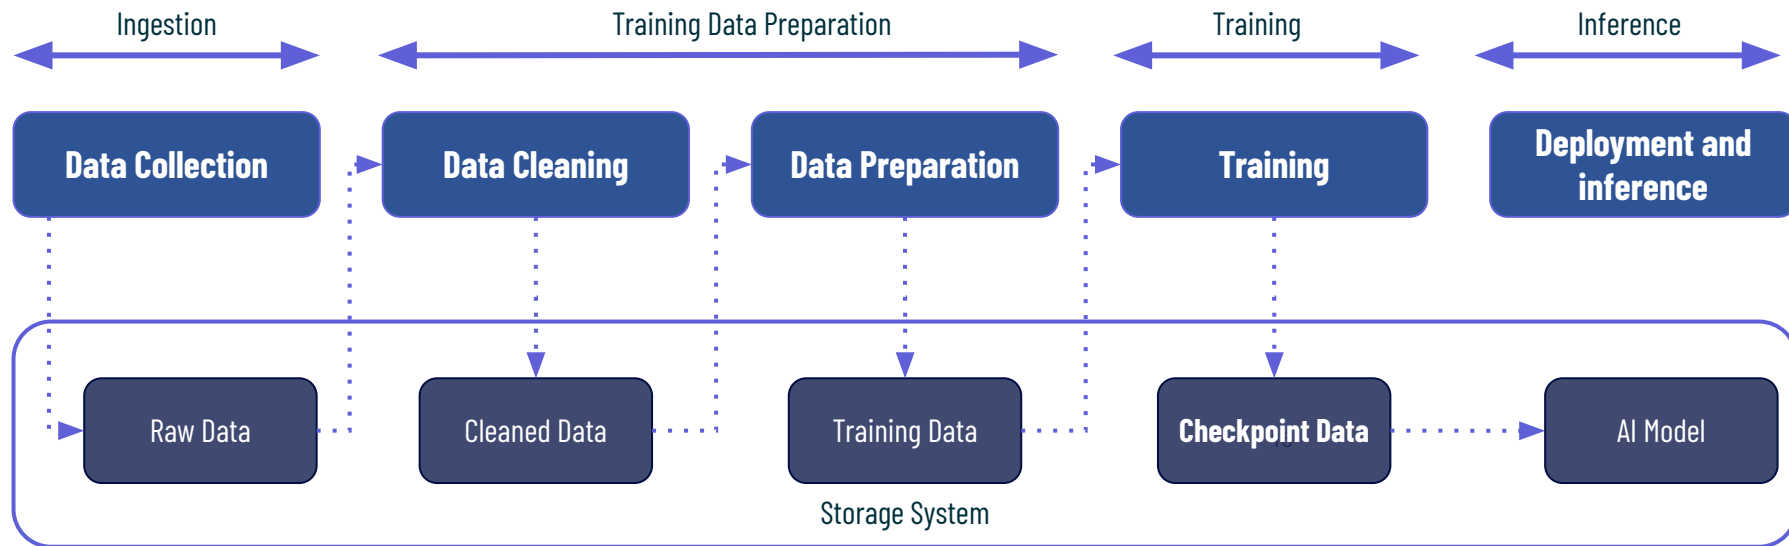 Ingestion
Training Data Preparation
Training
Inference
Data Collection
Data Cleaning
Data Preparation
Training
Deployment and
inference
Raw Data
Cleaned Data
Training Data
Checkpoint Data
AI Model
Storage System